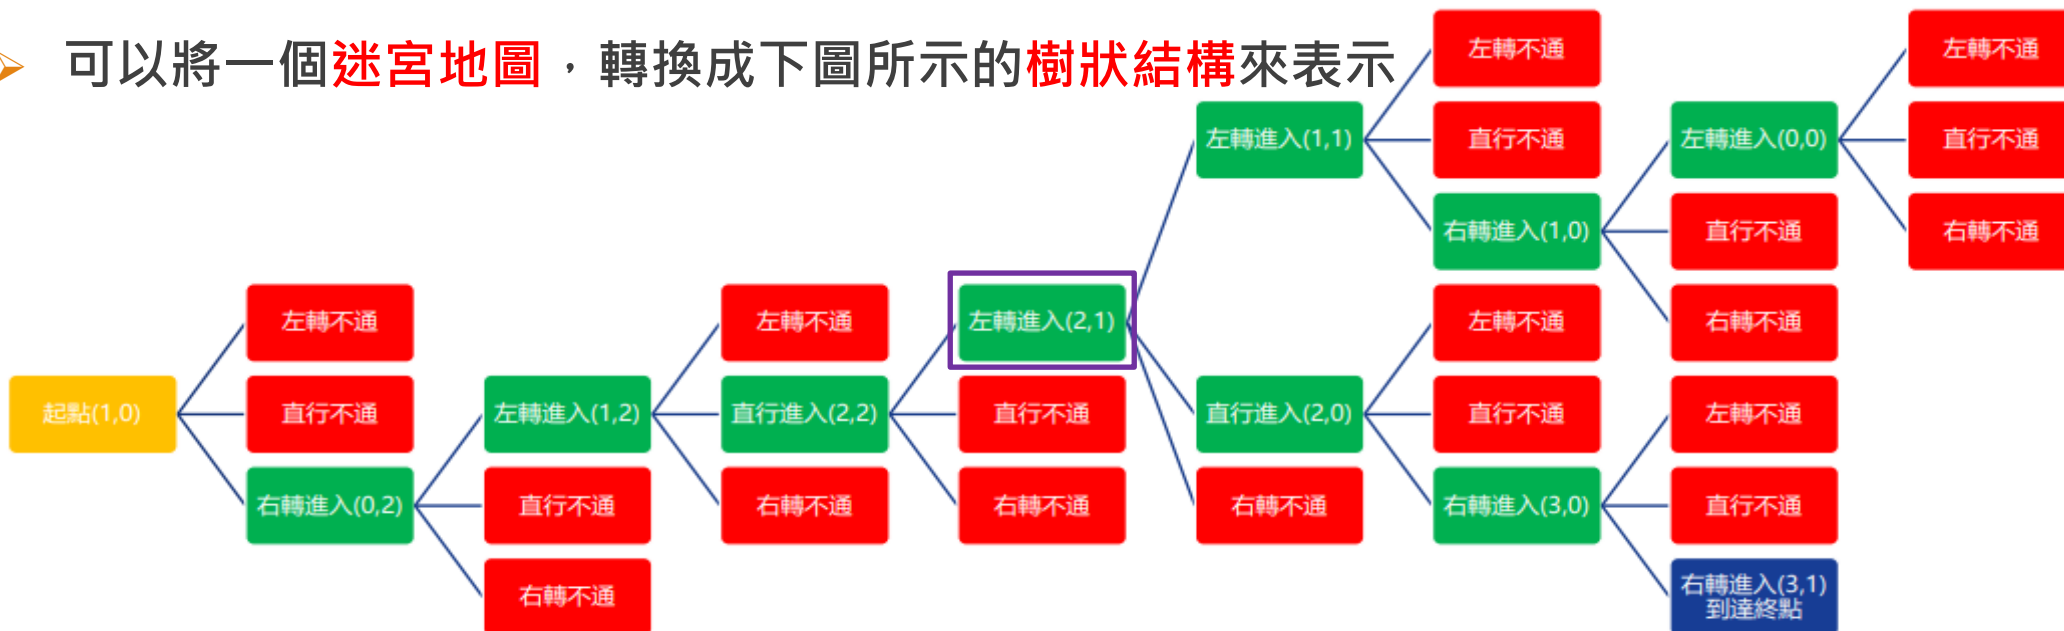 可以將一個迷宮地圖，轉換成下圖所示的樹狀結構來表示
起點(1,0)
左轉不通
直行不通
右轉進入(0,2)
左轉進入(1,2)
直行不通
右轉不通
左轉不通
直行進入(2,2)
右轉不通
左轉進入(2,1)
直行不通
右轉不通
左轉進入(1,1)
直行進入(2,0)
右轉不通
左轉不通
直行不通
右轉進入(1,0)
左轉不通
直行不通
右轉進入(3,0)
左轉進入(0,0)
直行不通
右轉不通
左轉不通
直行不通
右轉進入(3,1)
到達終點
左轉不通
直行不通
右轉不通